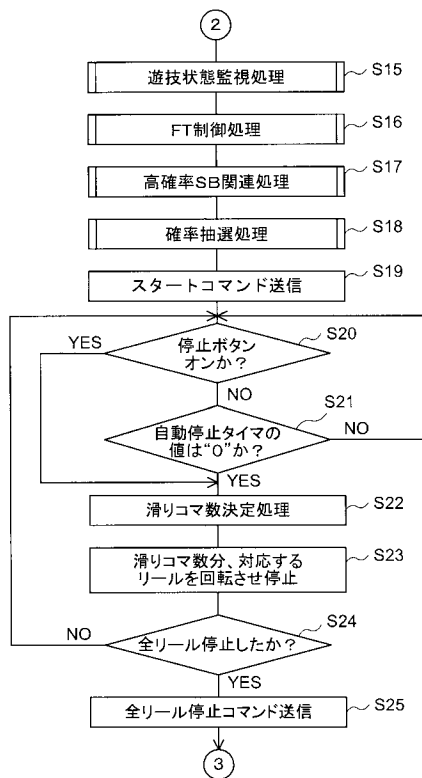 2
遊技状態監視処理
S15
FT制御処理
S16
高確率SB関連処理
S17
確率抽選処理
S18
スタートコマンド送信
S19
停止ボタン
オンか?
S20
YES
NO
自動停止タイマの
値は“0”か?
S21
NO
YES
滑りコマ数決定処理
S22
滑りコマ数分、対応する
リールを回転させ停止
S23
全リール停止したか?
S24
NO
YES
全リール停止コマンド送信
S25
3